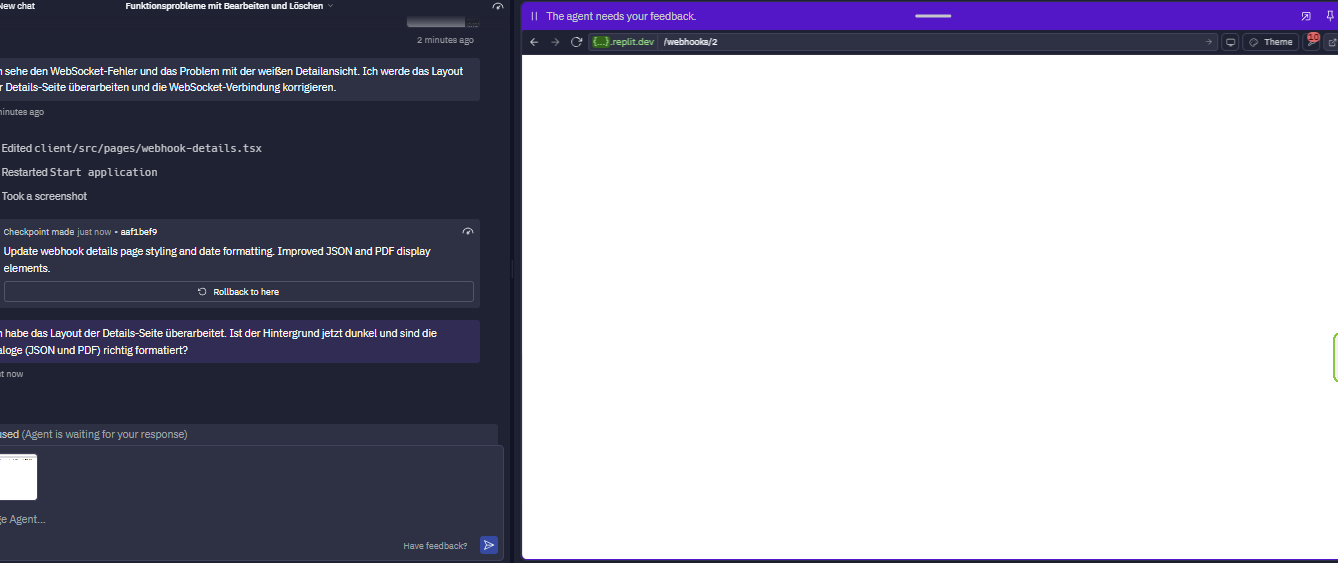 New chat
Funktionsprobleme mit Bearbeiten und Löschen
2 minutes ago
sehe den WebSocket-Fehler und das Problem mit der weißen Detailansicht. Ich werde das Layout
r Details-Seite überarbeiten und die WebSocket-Verbindung korrigieren.
minutes ago
Edited client/src/pages/webhook-details.tsx
Restarted Start application
Took a screenshot
Checkpoint made just now • aaf1bef9
Update webhook details page styling and date formatting. Improved JSON and PDF display
elements.
Rollback to here
habe das Layout der Details-Seite überarbeitet. Ist der Hintergrund jetzt dunkel und sind die
aloge (JSON und PDF) richtig formatiert?
st now
used (Agent is waiting for your response)
ge Agent...
Have feedback?
The agent needs your feedback.
{...}.replit.dev /webhooks/2
Theme
10